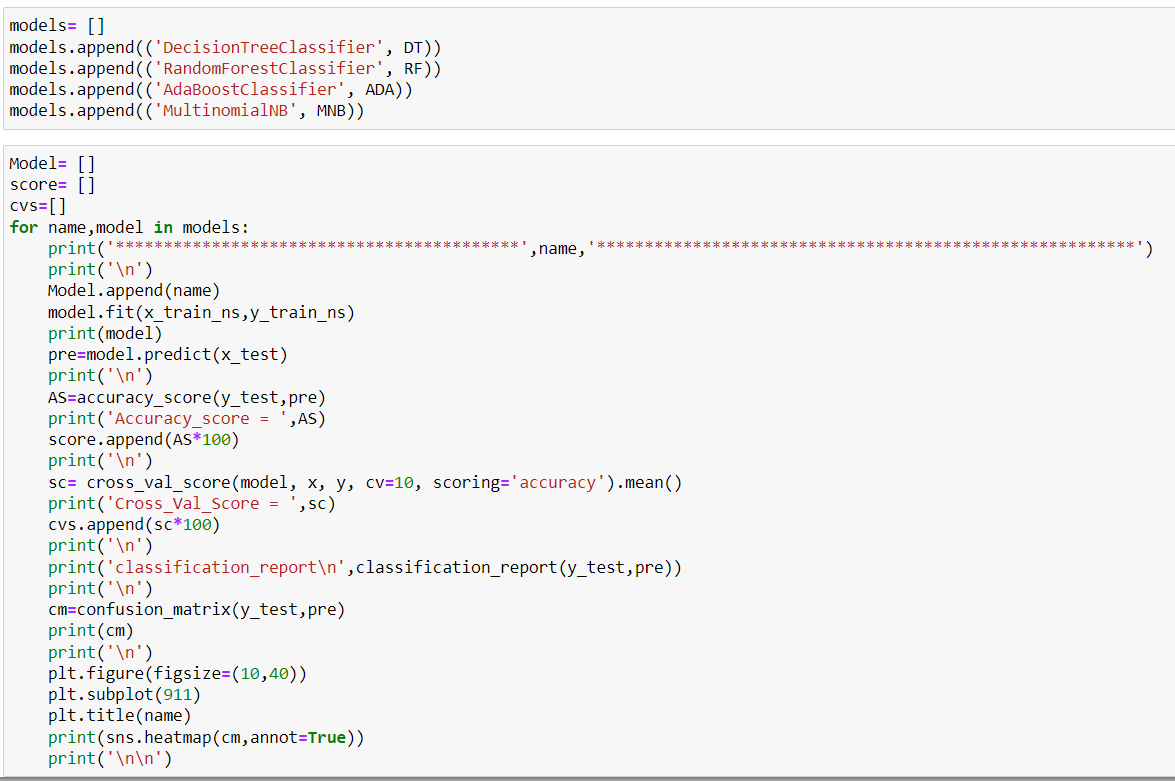 models= []
models.append(('DecisionTreeClassifier', DT))
models.append(('RandomForestClassifier', RF))
models.append(('AdaBoostClassifier', ADA))
models.append(('MultinomialNB', MNB))
Model= []
score= []
cvs=[]
for name,model in models:
    print('******************************************',name,'********************************************************')
    print('\n')
    Model.append(name)
    model.fit(x_train_ns,y_train_ns)
    print(model)
    pre=model.predict(x_test)
    print('\n')
    AS=accuracy_score(y_test,pre)
    print('Accuracy_score = ',AS)
    score.append(AS*100)
    print('\n')
    sc= cross_val_score(model, x, y, cv=10, scoring='accuracy').mean()
    print('Cross_Val_Score = ',sc)
    cvs.append(sc*100)
    print('\n')
    print('classification_report\n',classification_report(y_test,pre))
    print('\n')
    cm=confusion_matrix(y_test,pre)
    print(cm)
    print('\n')
    plt.figure(figsize=(10,40))
    plt.subplot(911)
    plt.title(name)
    print(sns.heatmap(cm,annot=True))
    print('\n\n')